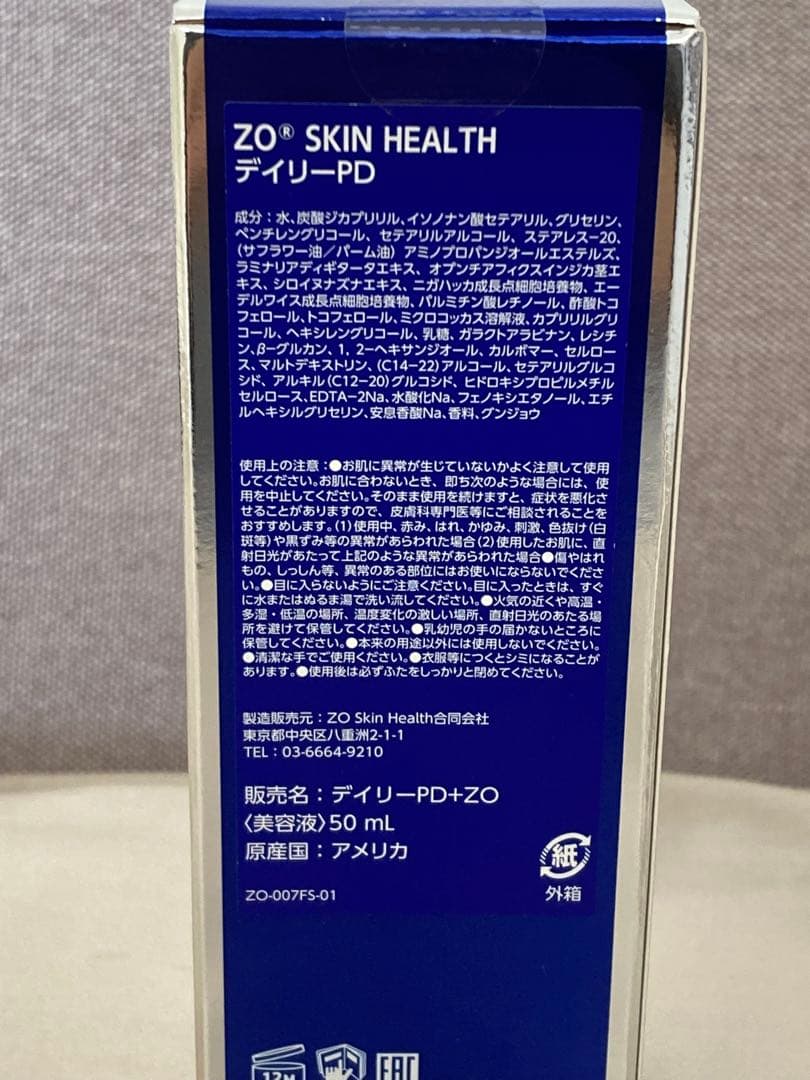 ZO® SKIN HEALTH
デイリーPD
成分：水、炭酸ジカプリリル、イソノナン酸セテアリル、グリセリン、
ペンチレングリコール、セテアリルアルコール、ステアレス-20、
(サフラワー油／パーム油) アミノプロパンジオールエステルズ、
ラミナリアディギタータエキス、オプンチアフィクスインジカ茎エ
キス、シロイヌナズナエキス、ニガハッカ成長点細胞培養物、エー
デルワイス成長点細胞培養物、パルミチン酸レチノール、酢酸トコ
フェロール、トコフェロール、ミクロコッカス溶解液、カプリリルグリ
コール、ヘキシレングリコール、乳糖、ガラクトアラビナン、レシチ
ン、β-グルカン、1, 2-ヘキサンジオール、カルボマー、セルロー
ス、マルトデキストリン、(C14-22)アルコール、セテアリルグルコ
シド、アルキル(C12-20)グルコシド、ヒドロキシプロピルメチル
セルロース、EDTA-2Na、水酸化Na、フェノキシエタノール、エチ
ルヘキシルグリセリン、安息香酸Na、香料、グンジョウ
使用上の注意：●お肌に異常が生じていないかよく注意して使用
してください。お肌に合わないとき、即ち次のような場合には、使
用を中止してください。そのまま使用を続けますと、症状を悪化さ
せることがありますので、皮膚科専門医等にご相談されることを
おすすめします。(1)使用中、赤み、はれ、かゆみ、刺激、色抜け(白
斑等)や黒ずみ等の異常があらわれた場合(2)使用したお肌に、直
射日光があたって上記のような異常があらわれた場合●傷やはれ
もの、しっしん等、異常のある部位にはお使いにならないでくださ
い。●目に入らないようにご注意ください。目に入ったときは、すぐ
に水またはぬるま湯で洗い流してください。●火気の近くや高温・
多湿・低温の場所、温度変化の激しい場所、直射日光のあたる場
所を避けて保管してください。●乳幼児の手の届かないところに
保管してください。●本来の用途以外には使用しないでください。
●清潔な手でご使用ください。●衣服等につくとシミになることが
あります。●使用後は必ずふたをしっかりと閉めてください。
製造販売元：ZO Skin Health合同会社
東京都中央区八重洲2-1-1
TEL：03-6664-9210
販売名：デイリーPD+ZO
〈美容液〉50 mL
原産国：アメリカ
紙
ZO-007FS-01
外箱
12M
EAC